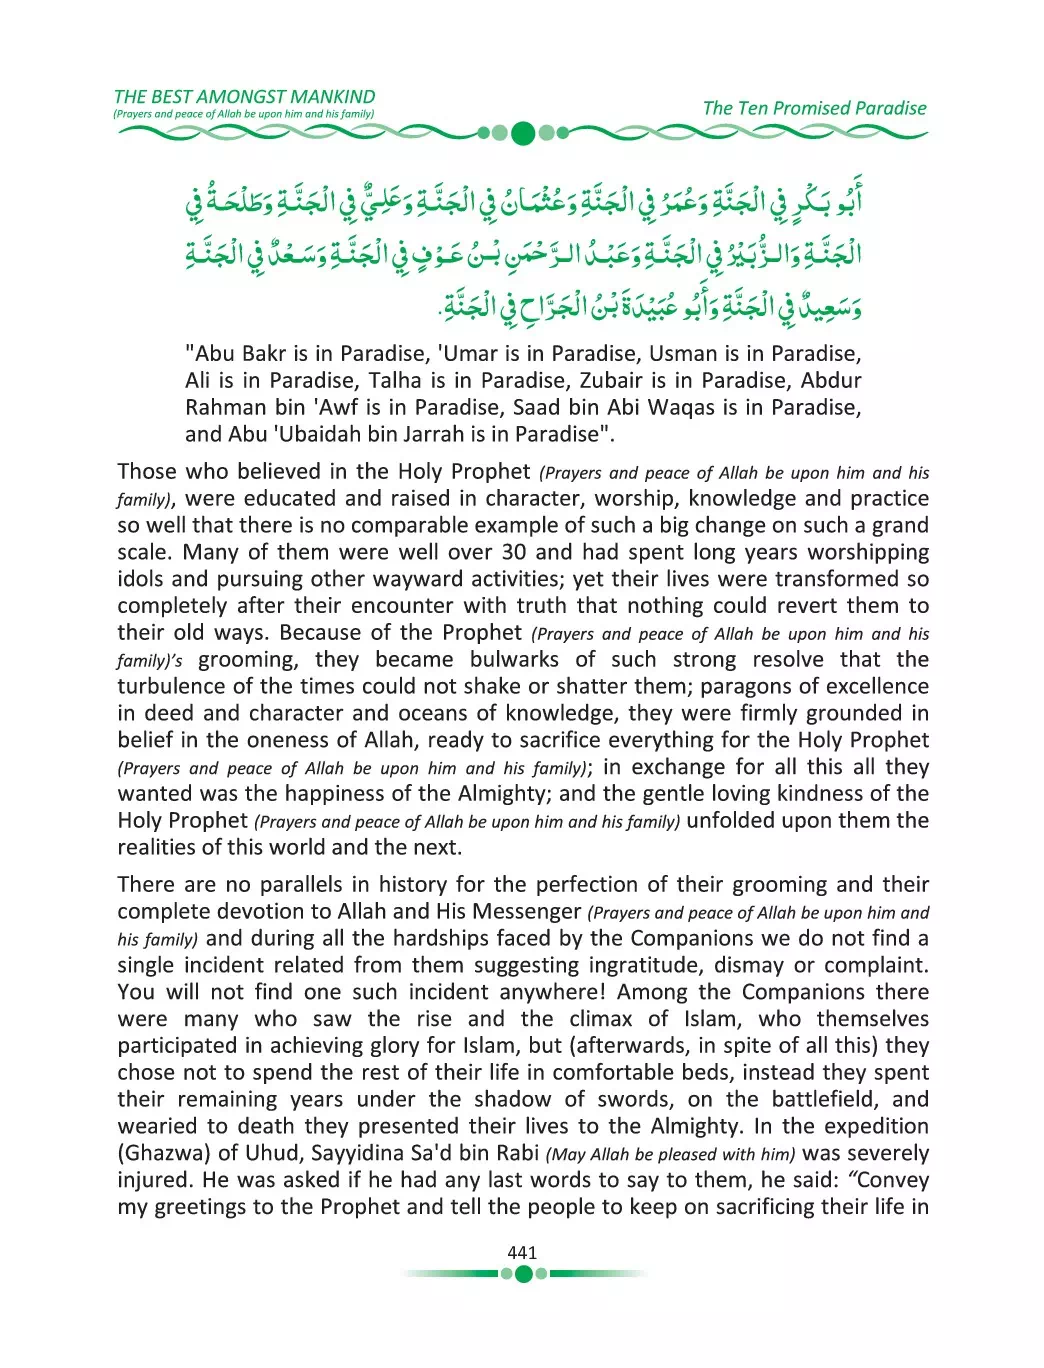 THE BEST AMONGST MANKIND
(Prayers and peace of Allah be upon him and his family)
The Ten Promised Paradise
أَبُو بَكْرٍ فِي الْجَنَّةِ وَعُمَرُ فِي الْجَنَّةِ وَعُثْمَانُ فِي الْجَنَّةِ وَعَلِيٌّ فِي الْجَنَّةِ وَطَلْحَةُ فِي
الْجَنَّةِ وَالزُّبَيْرُ فِي الْجَنَّةِ وَعَبْدُ الرَّحْمَنِ بْنُ عَوْفٍ فِي الْجَنَّةِ وَسَعْدٌ فِي الْجَنَّةِ
وَسَعِيدٌ فِي الْجَنَّةِ وَأَبُو عُبَيْدَةَ بْنُ الْجَرَّاحِ فِي الْجَنَّةِ.
"Abu Bakr is in Paradise, 'Umar is in Paradise, Usman is in Paradise,
Ali is in Paradise, Talha is in Paradise, Zubair is in Paradise, Abdur
Rahman bin 'Awf is in Paradise, Saad bin Abi Waqas is in Paradise,
and Abu 'Ubaidah bin Jarrah is in Paradise".
Those who believed in the Holy Prophet (Prayers and peace of Allah be upon him and his
family), were educated and raised in character, worship, knowledge and practice
so well that there is no comparable example of such a big change on such a grand
scale. Many of them were well over 30 and had spent long years worshipping
idols and pursuing other wayward activities; yet their lives were transformed so
completely after their encounter with truth that nothing could revert them to
their old ways. Because of the Prophet (Prayers and peace of Allah be upon him and his
family)’s grooming, they became bulwarks of such strong resolve that the
turbulence of the times could not shake or shatter them; paragons of excellence
in deed and character and oceans of knowledge, they were firmly grounded in
belief in the oneness of Allah, ready to sacrifice everything for the Holy Prophet
(Prayers and peace of Allah be upon him and his family); in exchange for all this all they
wanted was the happiness of the Almighty; and the gentle loving kindness of the
Holy Prophet (Prayers and peace of Allah be upon him and his family) unfolded upon them the
realities of this world and the next.
There are no parallels in history for the perfection of their grooming and their
complete devotion to Allah and His Messenger (Prayers and peace of Allah be upon him and
his family) and during all the hardships faced by the Companions we do not find a
single incident related from them suggesting ingratitude, dismay or complaint.
You will not find one such incident anywhere! Among the Companions there
were many who saw the rise and the climax of Islam, who themselves
participated in achieving glory for Islam, but (afterwards, in spite of all this) they
chose not to spend the rest of their life in comfortable beds, instead they spent
their remaining years under the shadow of swords, on the battlefield, and
wearied to death they presented their lives to the Almighty. In the expedition
(Ghazwa) of Uhud, Sayyidina Sa'd bin Rabi (May Allah be pleased with him) was severely
injured. He was asked if he had any last words to say to them, he said: “Convey
my greetings to the Prophet and tell the people to keep on sacrificing their life in
441